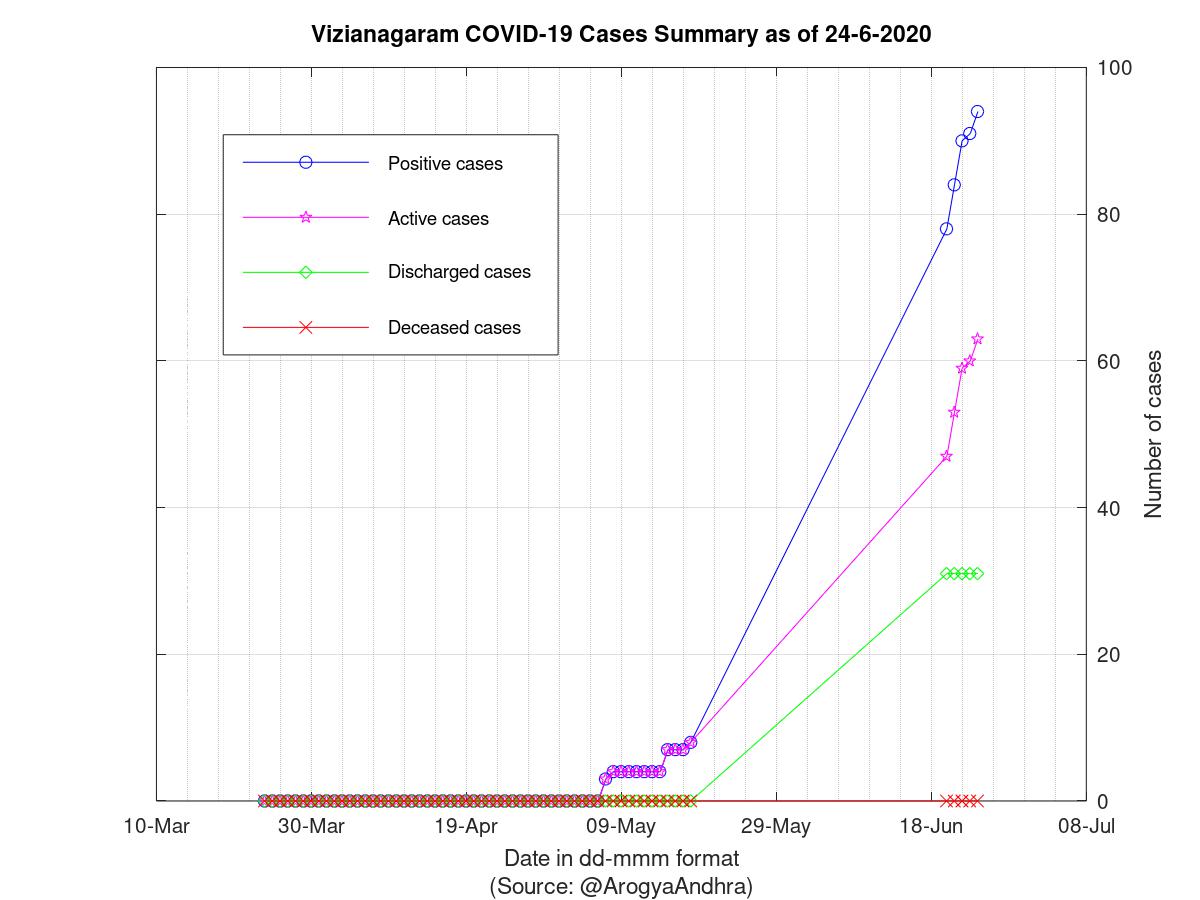 Vizianagaram COVID-19 Cases Summary as of 24-6-2020
100
Positive cases
Active cases
80
Discharged cases
Deceased cases
60
Number of cases
40
20
0
10-Mar 30-Mar 19-Apr 09-May 29-May 18-Jun 08-Jul
Date in dd-mmm format
(Source: @ArogyaAndhra)